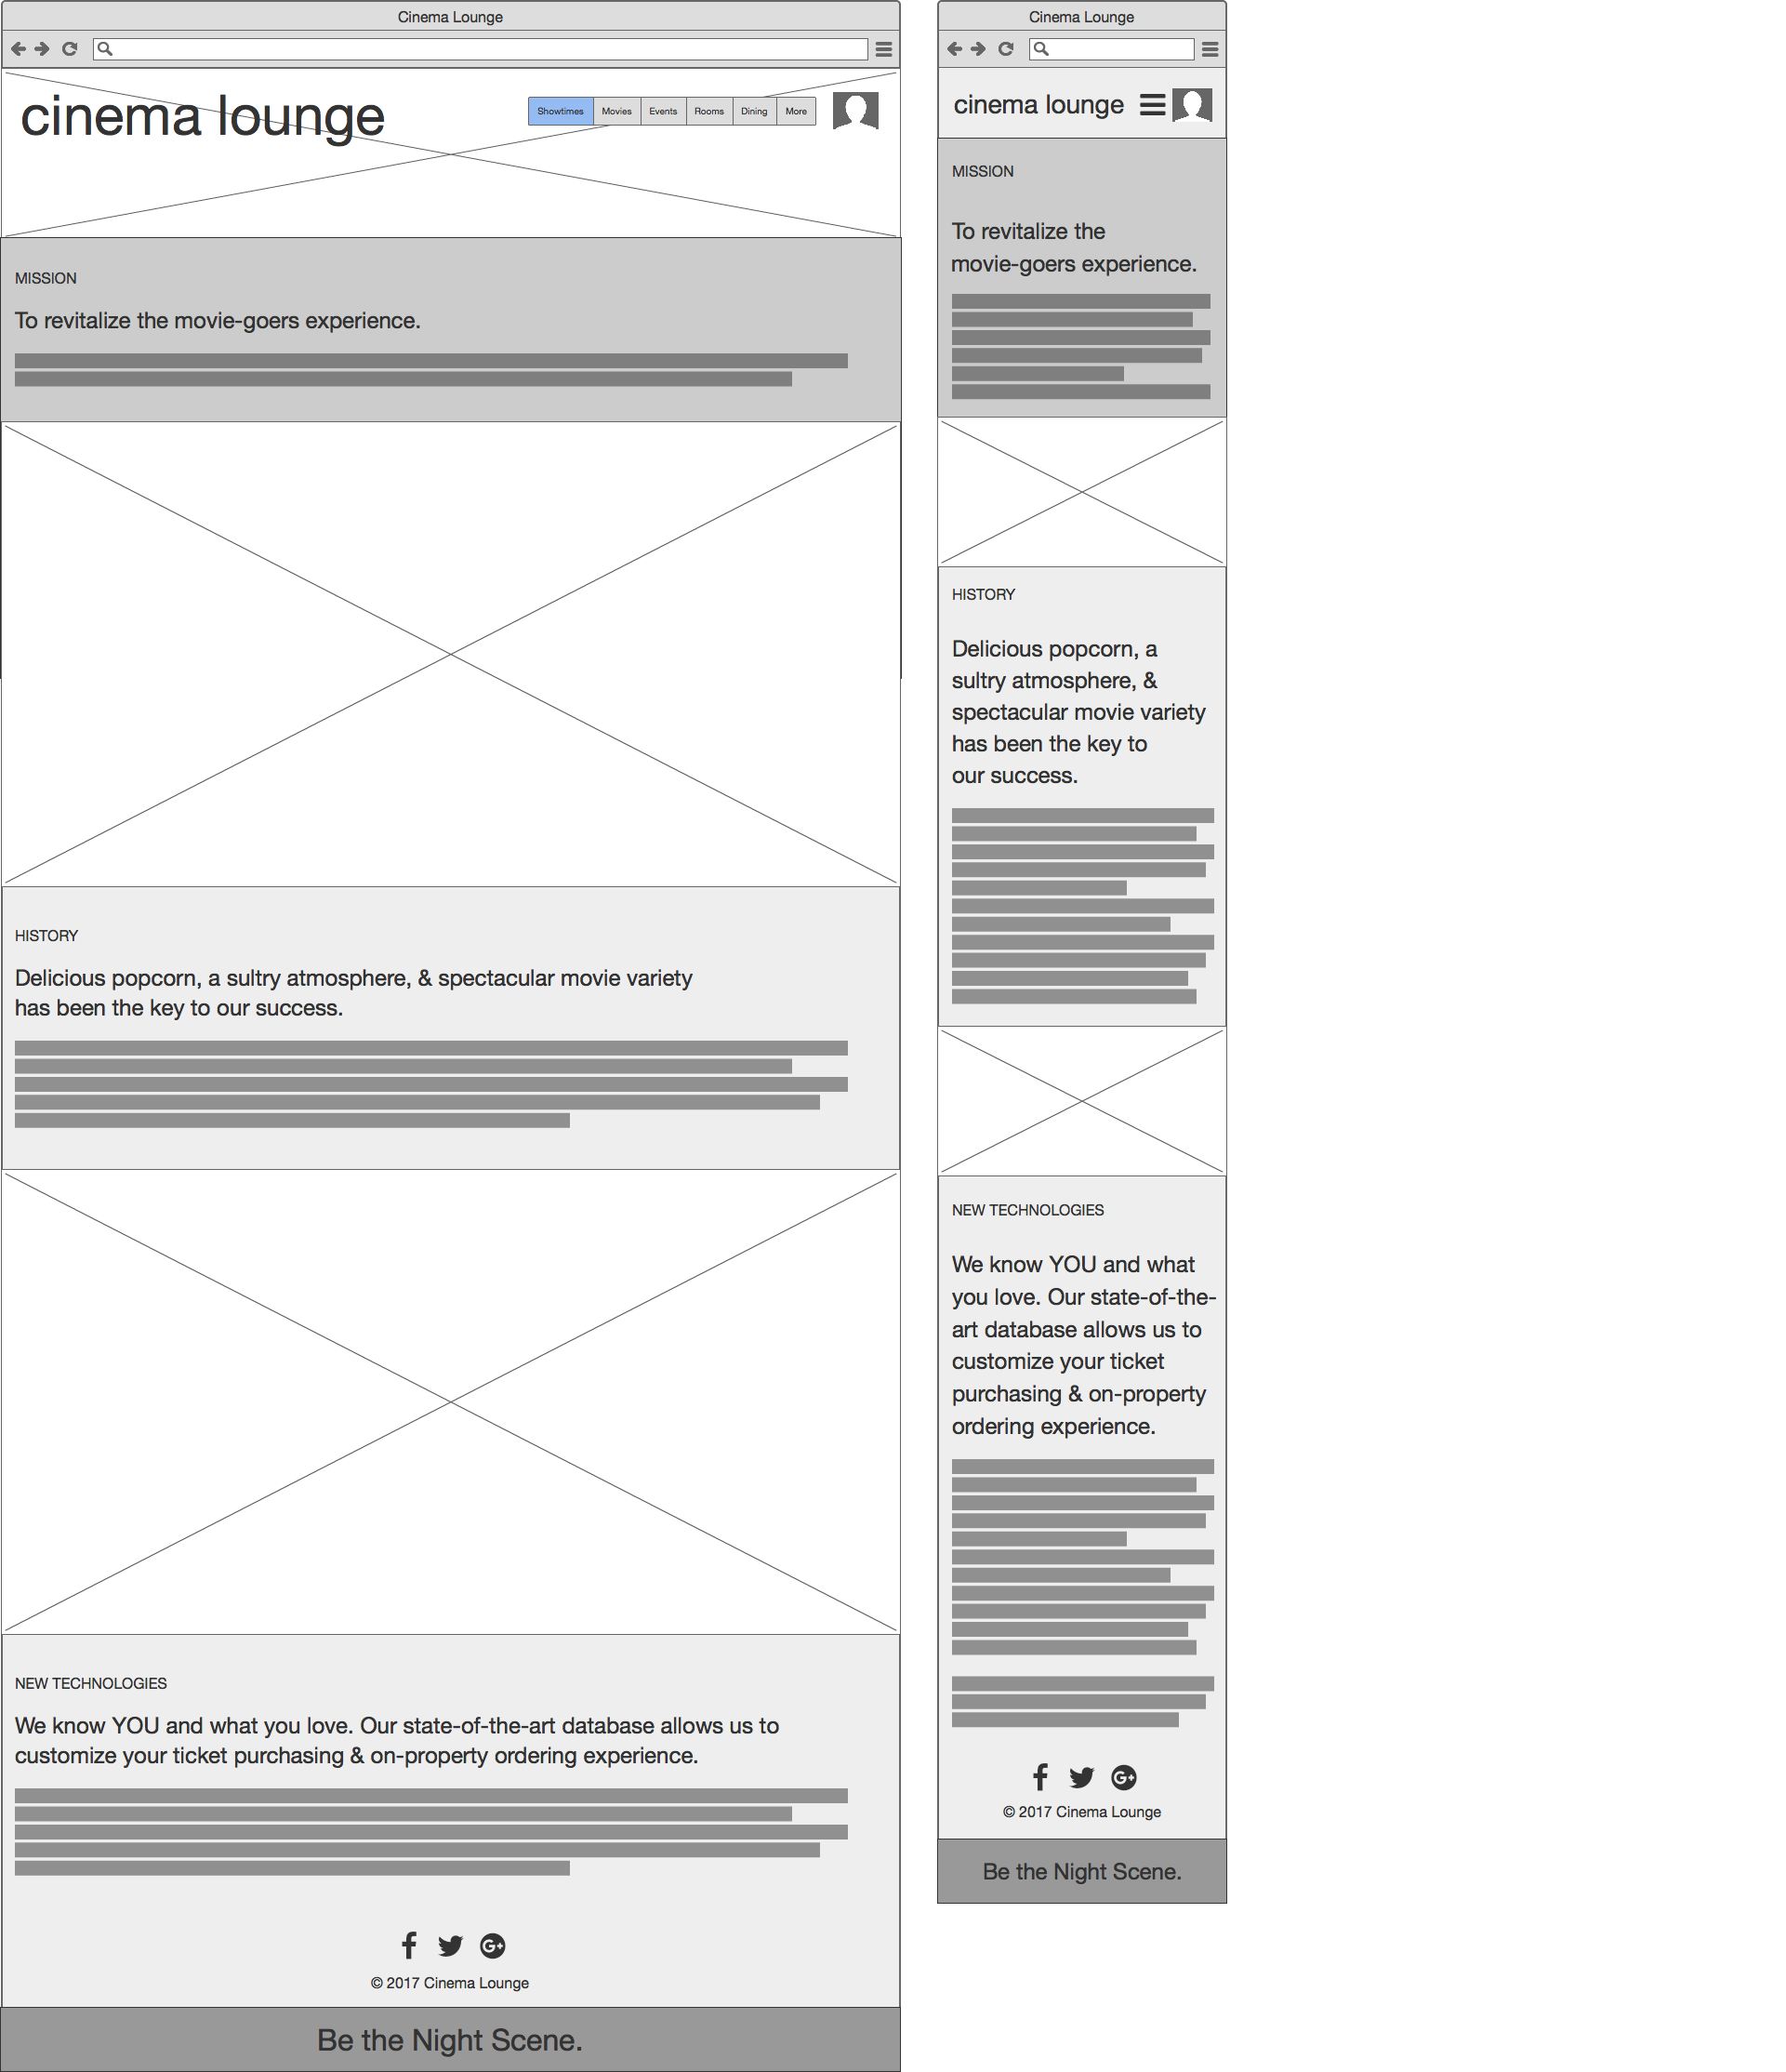 Cinema Lounge
cinema lounge
Showtimes Movies Events Rooms Dining More
MISSION
To revitalize the movie-goers experience.
HISTORY
Delicious popcorn, a sultry atmosphere, & spectacular movie variety
has been the key to our success.
NEW TECHNOLOGIES
We know YOU and what you love. Our state-of-the-art database allows us to
customize your ticket purchasing & on-property ordering experience.
© 2017 Cinema Lounge
Be the Night Scene.
Cinema Lounge
cinema lounge
MISSION
To revitalize the
movie-goers experience.
HISTORY
Delicious popcorn, a
sultry atmosphere, &
spectacular movie variety
has been the key to
our success.
NEW TECHNOLOGIES
We know YOU and what
you love. Our state-of-the-
art database allows us to
customize your ticket
purchasing & on-property
ordering experience.
© 2017 Cinema Lounge
Be the Night Scene.